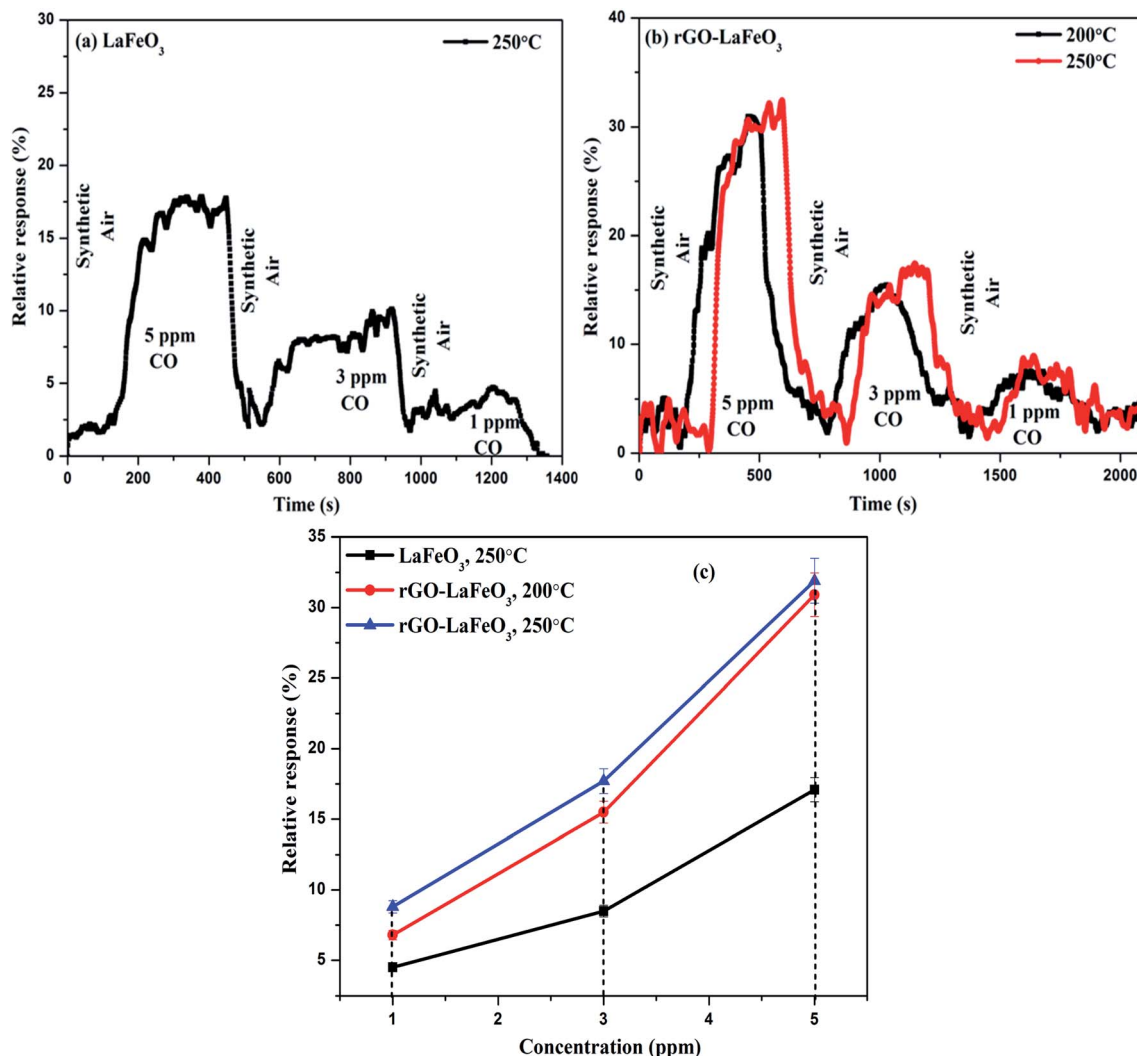 (a) LaFeO₃
250°C
30
25
20
15
10
5
0
Relative response (%)
Synthetic
Air
5 ppm
CO
Synthetic
Air
3 ppm
CO
Synthetic
Air
1 ppm
CO
0 200 400 600 800 1000 1200 1400
Time (s)
(b) rGO-LaFeO₃
200°C
250°C
40
30
20
10
0
Relative response (%)
Synthetic
Air
5 ppm
CO
Synthetic
Air
3 ppm
CO
Synthetic
Air
1 ppm
CO
0 500 1000 1500 2000
Time (s)
LaFeO₃, 250°C
rGO-LaFeO₃, 200°C
rGO-LaFeO₃, 250°C
(c)
35
30
25
20
15
10
5
Relative response (%)
1 2 3 4 5
Concentration (ppm)